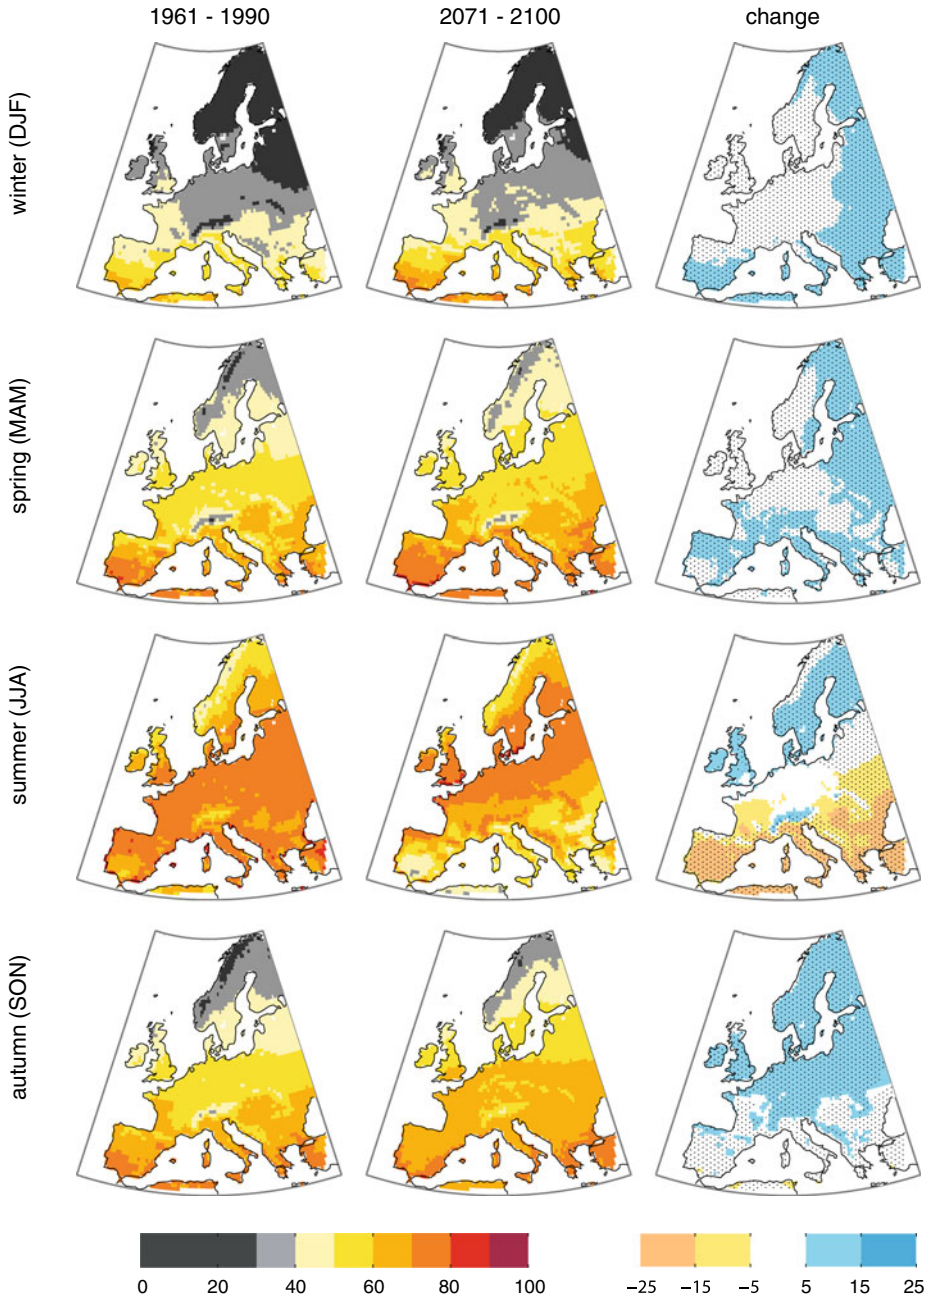 1961 - 1990 2071 - 2100 change
winter (DJF)
spring (MAM)
summer (JJA)
autumn (SON)
0 20 40 60 80 100 −25 −15 −5 5 15 25